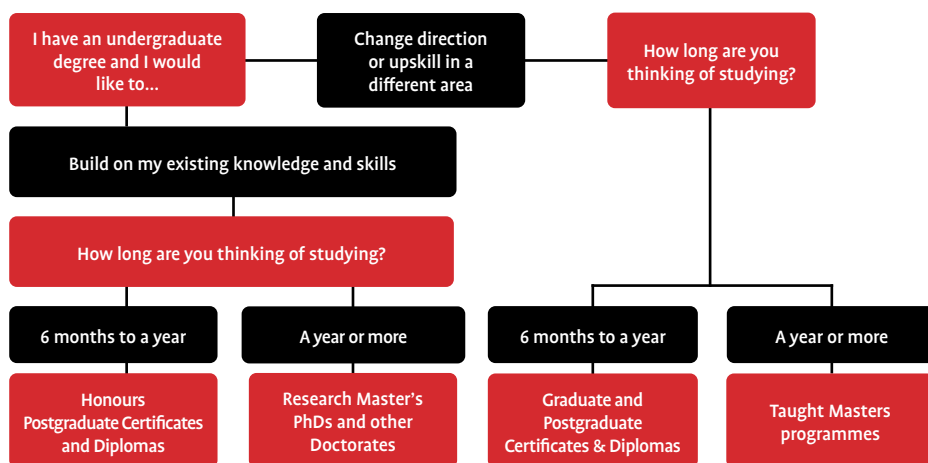 I have an undergraduate
degree and I would
like to...
Change direction
or upskill in a
different area
How long are you
thinking of studying?
Build on my existing knowledge and skills
How long are you thinking of studying?
6 months to a year
A year or more
6 months to a year
A year or more
Honours
Postgraduate Certificates
and Diplomas
Research Master's
PhDs and other
Doctorates
Graduate and
Postgraduate
Certificates & Diplomas
Taught Masters
programmes